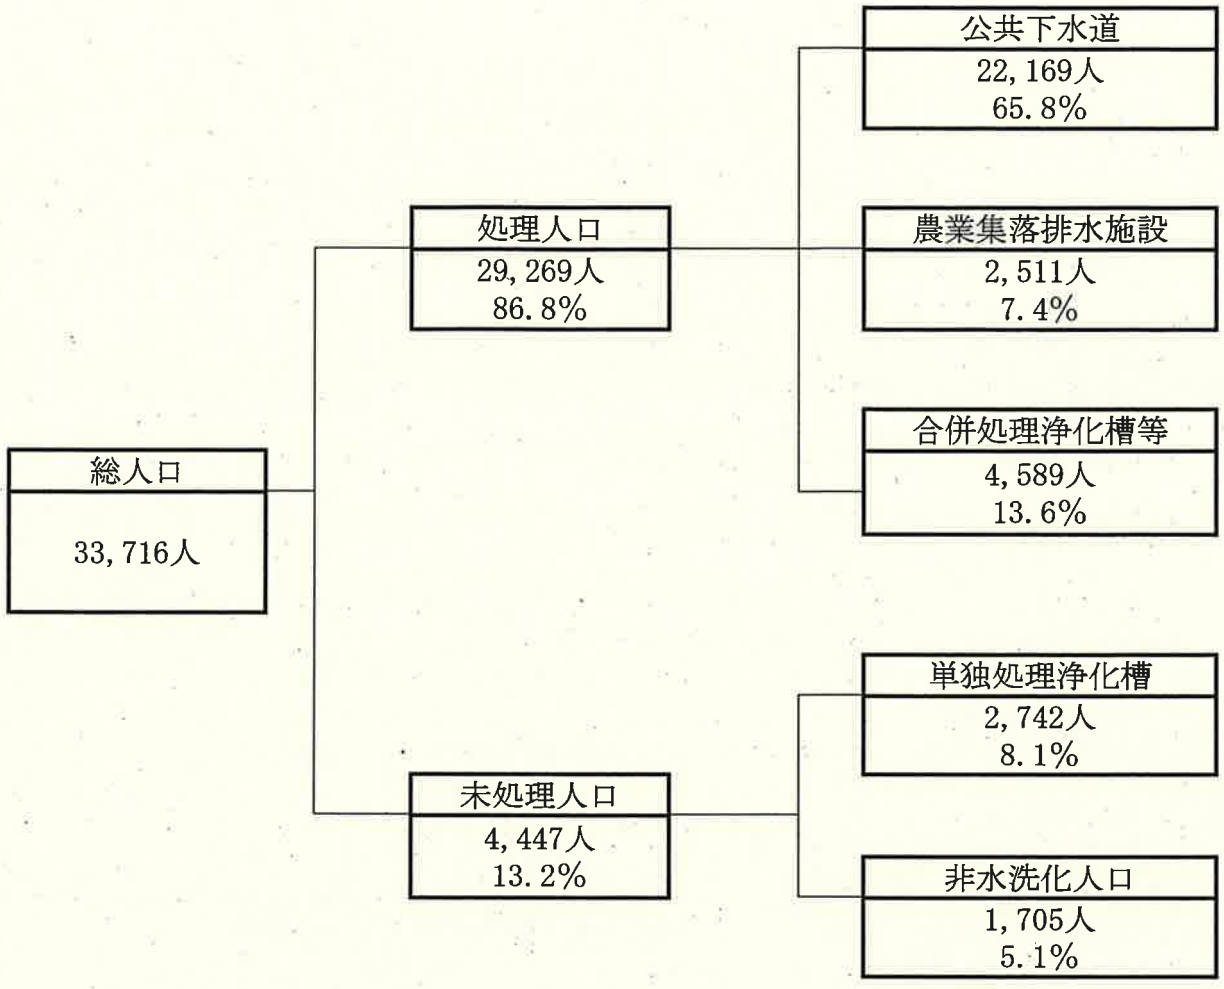 公共下水道
22,169人
65.8%
処理人口
29,269人
86.8%
農業集落排水施設
2,511人
7.4%
合併処理浄化槽等
4,589人
13.6%
総人口
33,716人
単独処理浄化槽
2,742人
8.1%
未処理人口
4,447人
13.2%
非水洗化人口
1,705人
5.1%